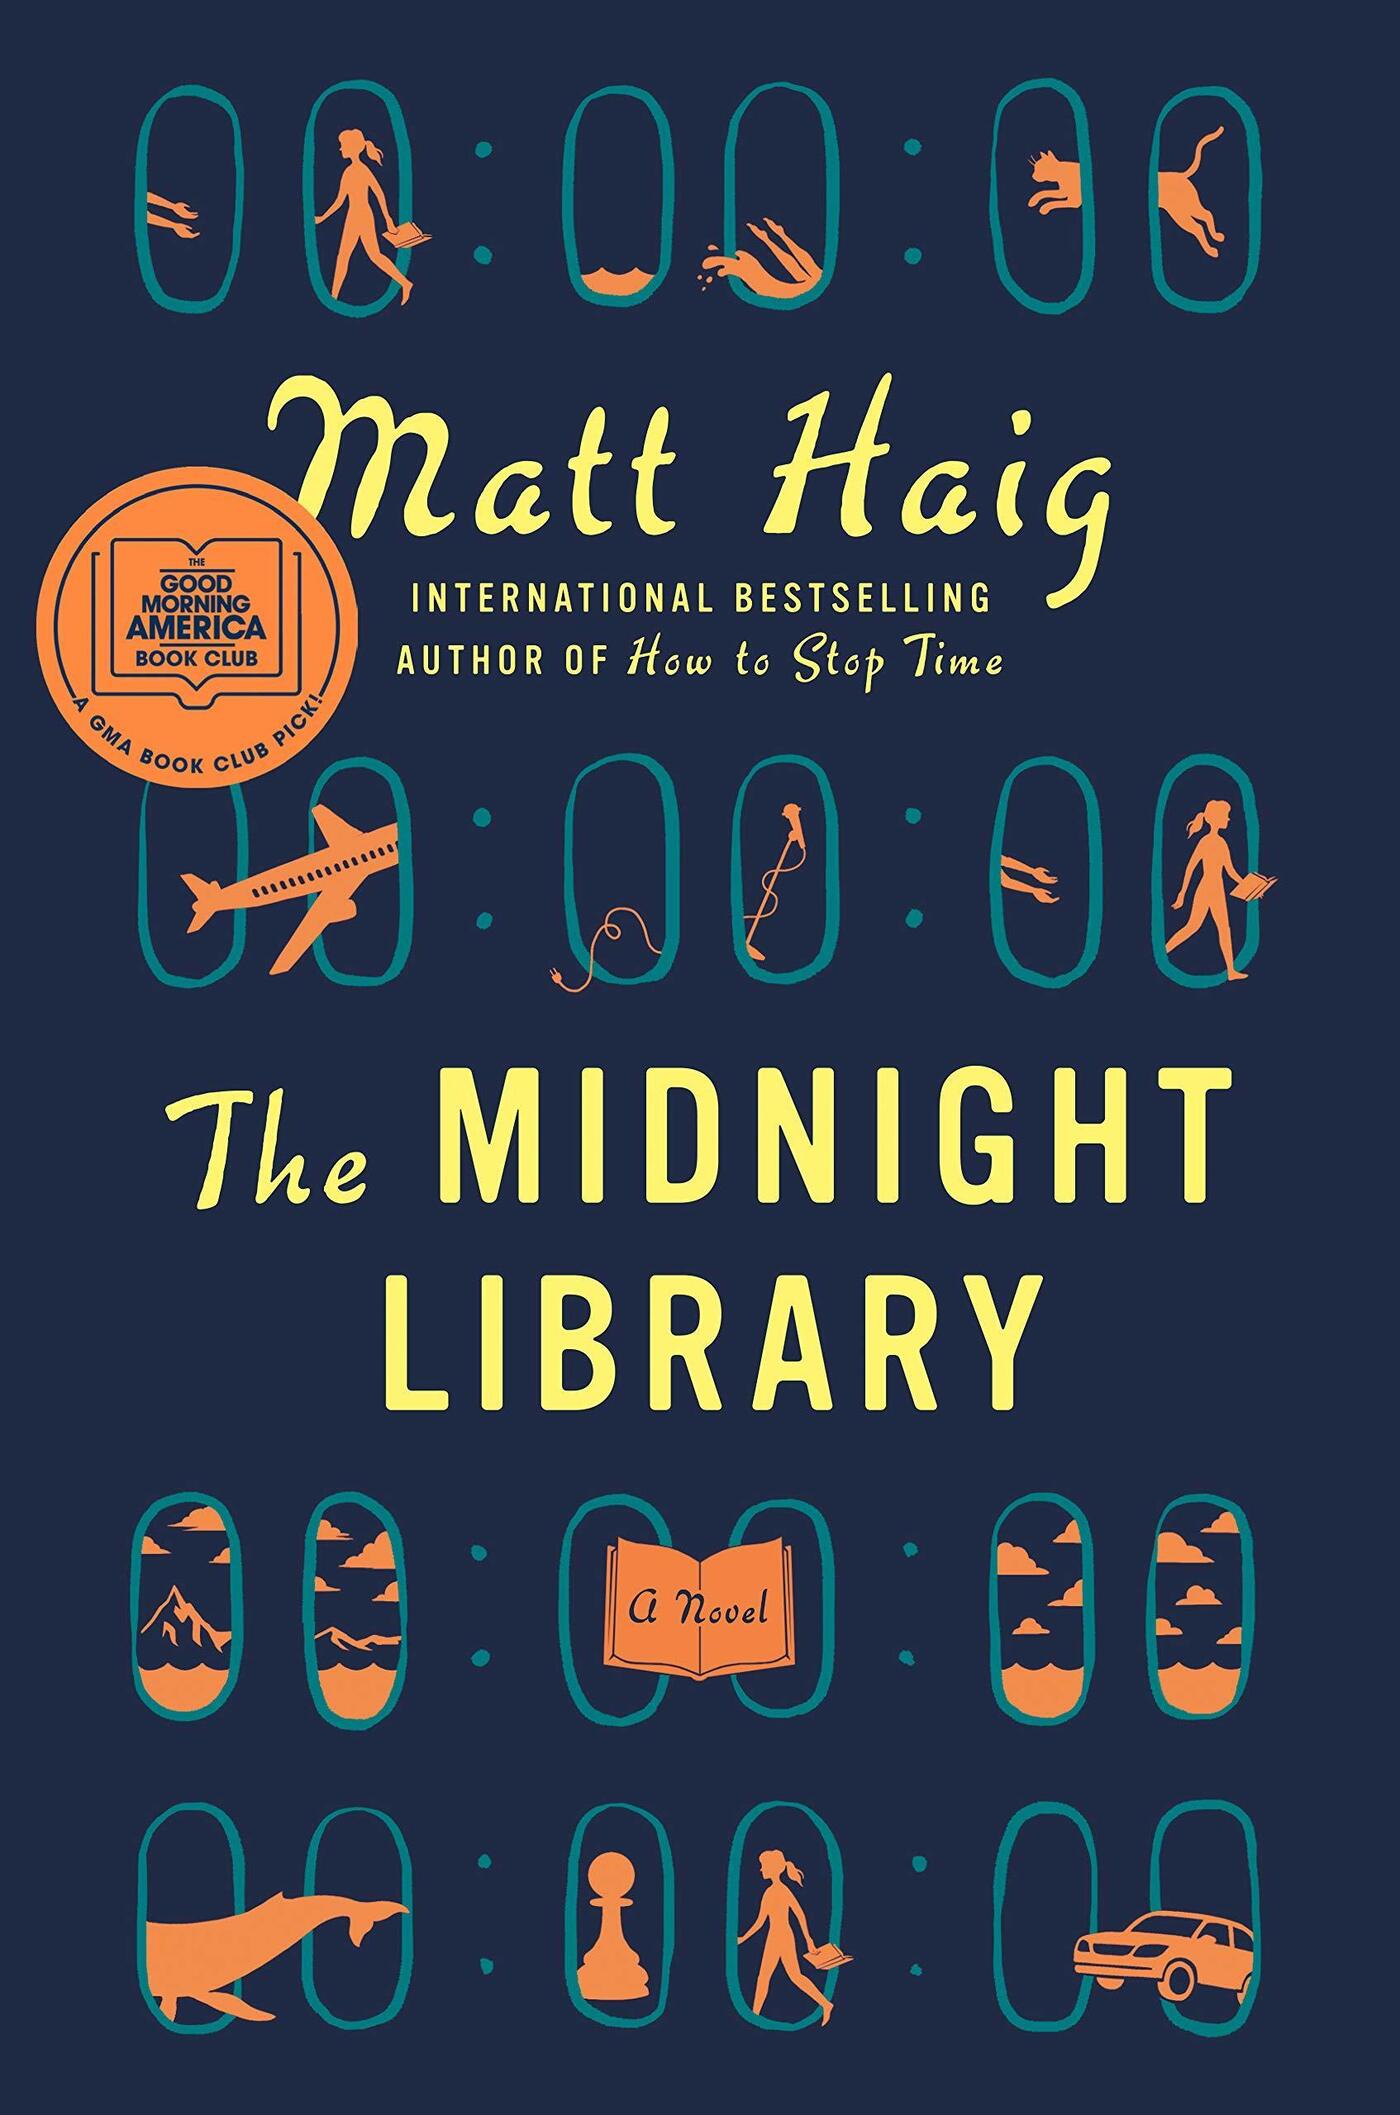 Matt Haig
INTERNATIONAL BESTSELLING
AUTHOR OF How to Stop Time
THE
GOOD
MORNING
AMERICA
BOOK CLUB
A GMA BOOK CLUB PICK!
The MIDNIGHT
LIBRARY
A Novel